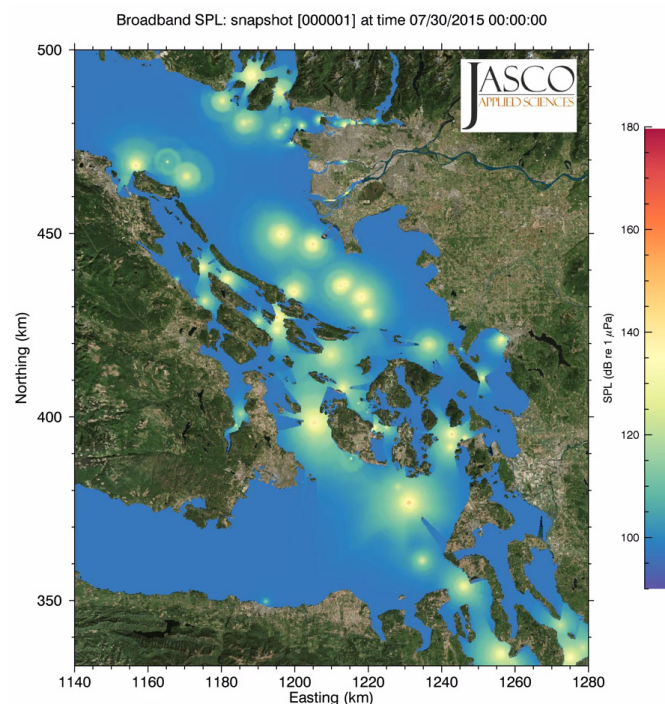 Broadband SPL: snapshot [000001] at time 07/30/2015 00:00:00
500
450
400
350
Northing (km)
1140 1160 1180 1200 1220 1240 1260 1280
Easting (km)
JASCO
APPLIED SCIENCES
180
160
140
120
100
SPL (dB re 1 µPa)